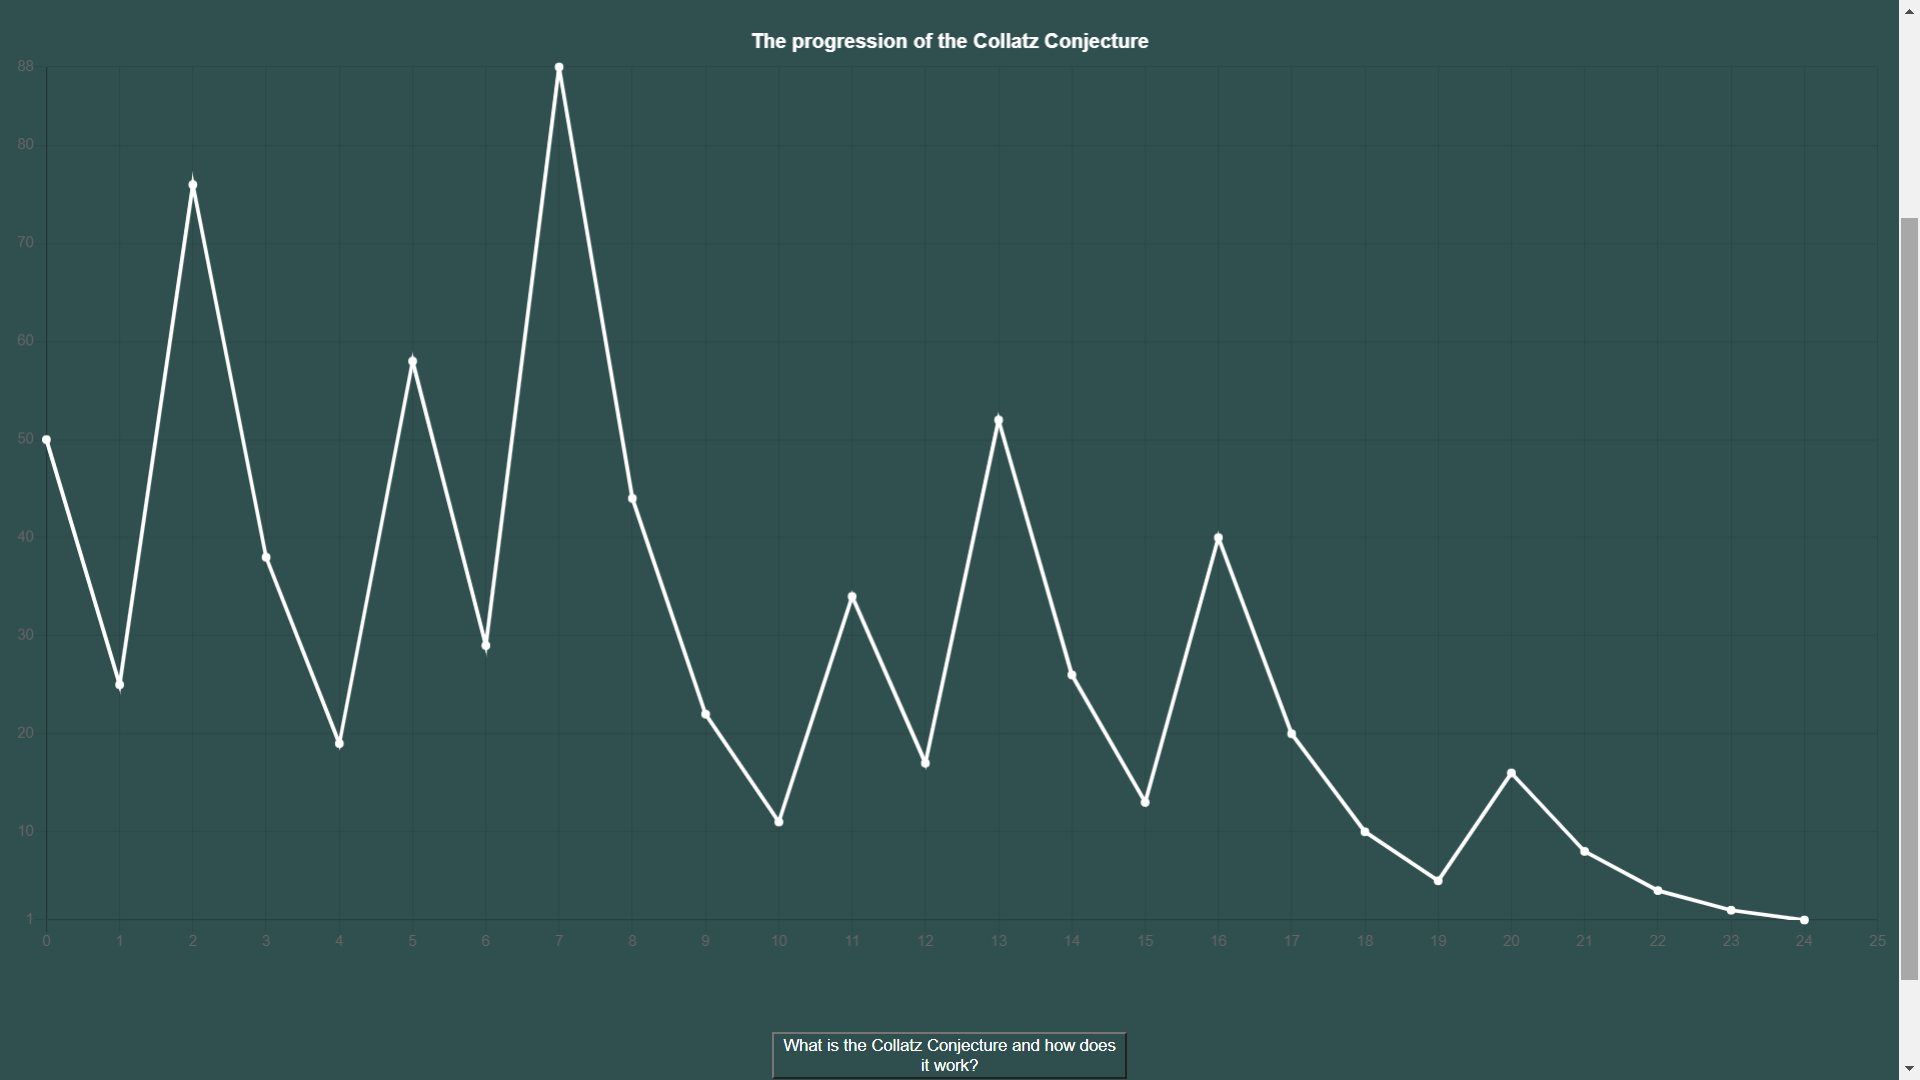 The progression of the Collatz Conjecture
88
80
70
60
50
40
30
20
10
1
0 1 2 3 4 5 6 7 8 9 10 11 12 13 14 15 16 17 18 19 20 21 22 23 24 25
What is the Collatz Conjecture and how does
it work?